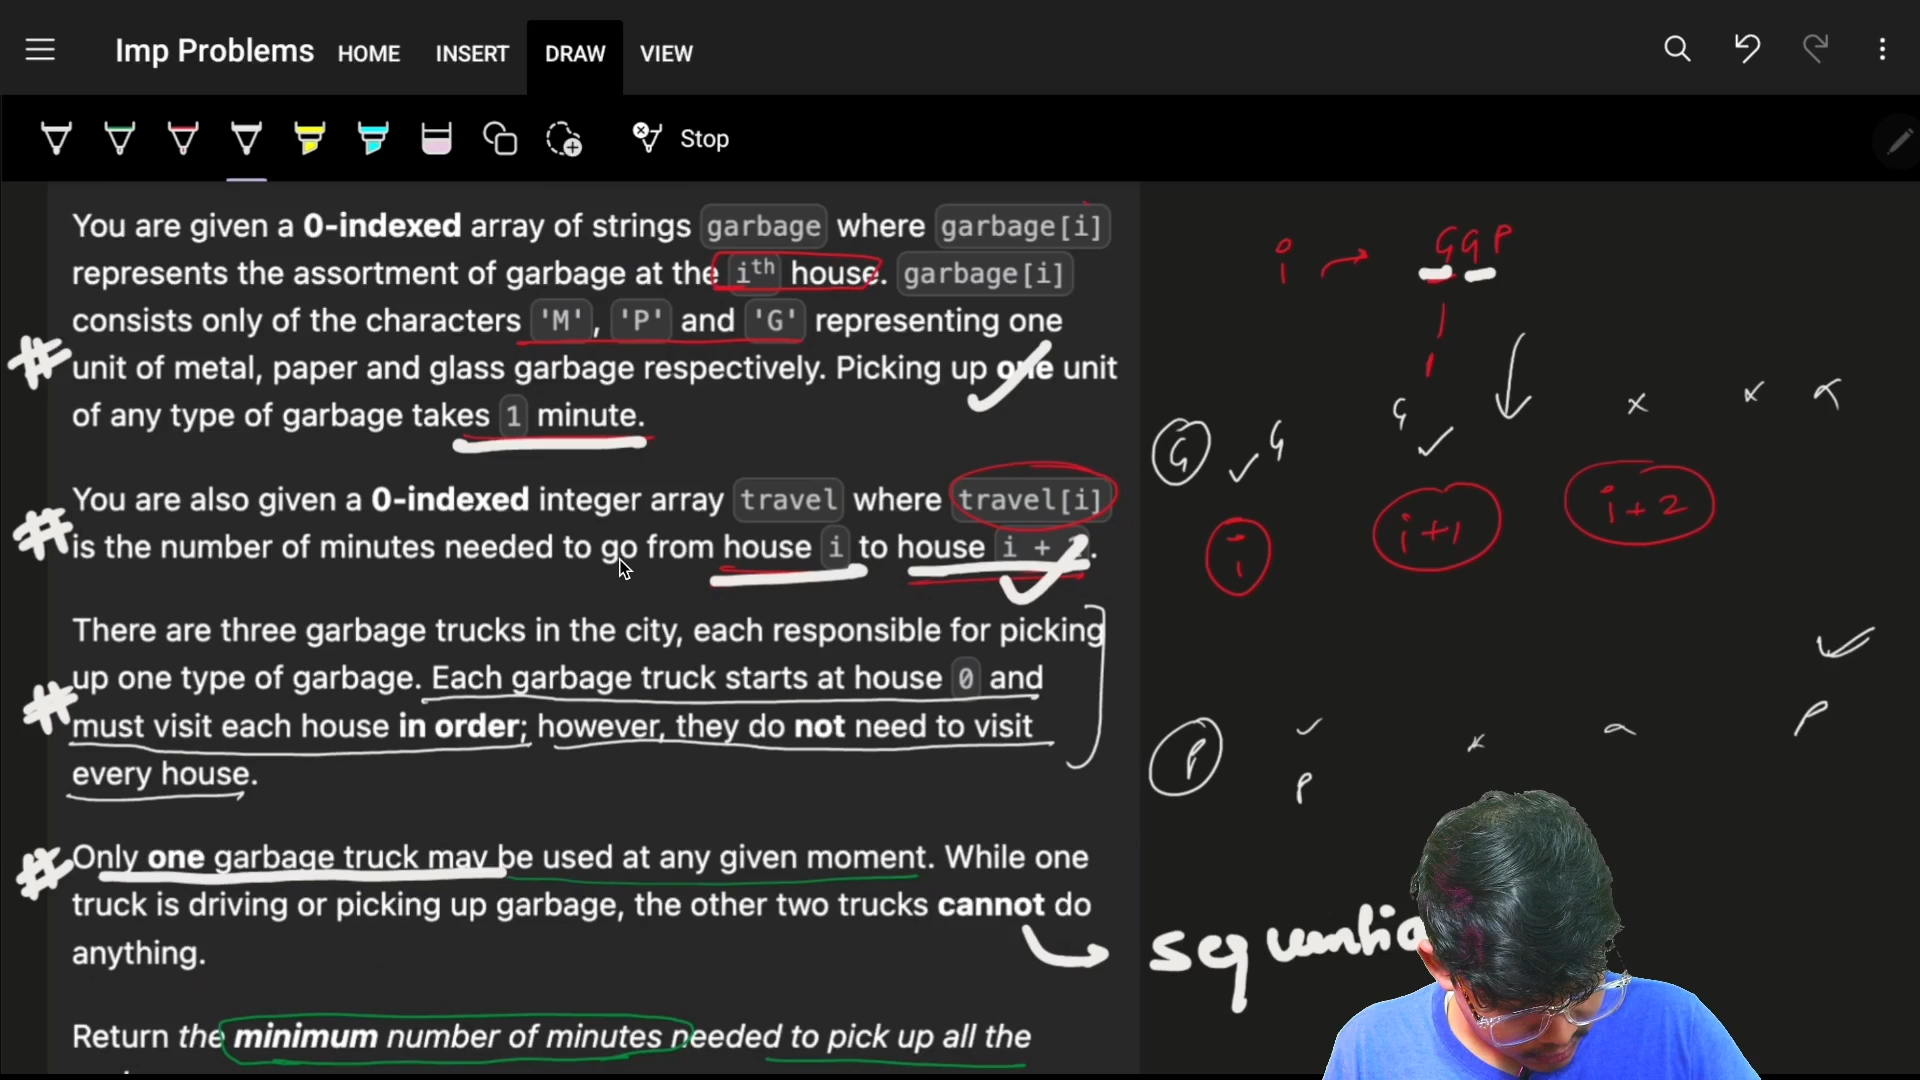 Imp Problems HOME INSERT DRAW VIEW
Stop
You are given a 0-indexed array of strings garbage where garbage[i]
represents the assortment of garbage at the ith house. garbage[i]
consists only of the characters 'M', 'P' and 'G' representing one
unit of metal, paper and glass garbage respectively. Picking up one unit
of any type of garbage takes 1 minute.
You are also given a 0-indexed integer array travel where travel[i]
is the number of minutes needed to go from house i to house i + 1.
There are three garbage trucks in the city, each responsible for picking
up one type of garbage. Each garbage truck starts at house 0 and
must visit each house in order; however, they do not need to visit
every house.
Only one garbage truck may be used at any given moment. While one
truck is driving or picking up garbage, the other two trucks cannot do
anything.
Return the minimum number of minutes needed to pick up all the
i → GGP
G G G
i i+1 i+2
P P P